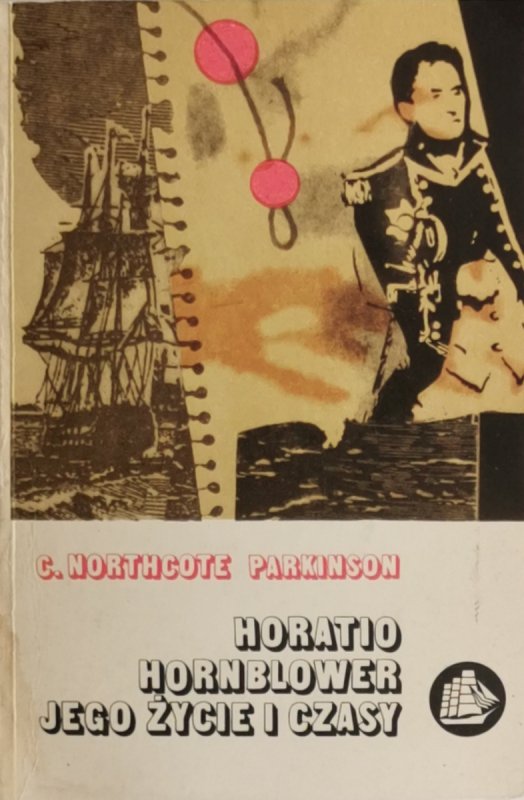 C. NORTHCOTE PARKINSON
HORATIO
HORNBLOWER
JEGO ŻYCIE I CZASY